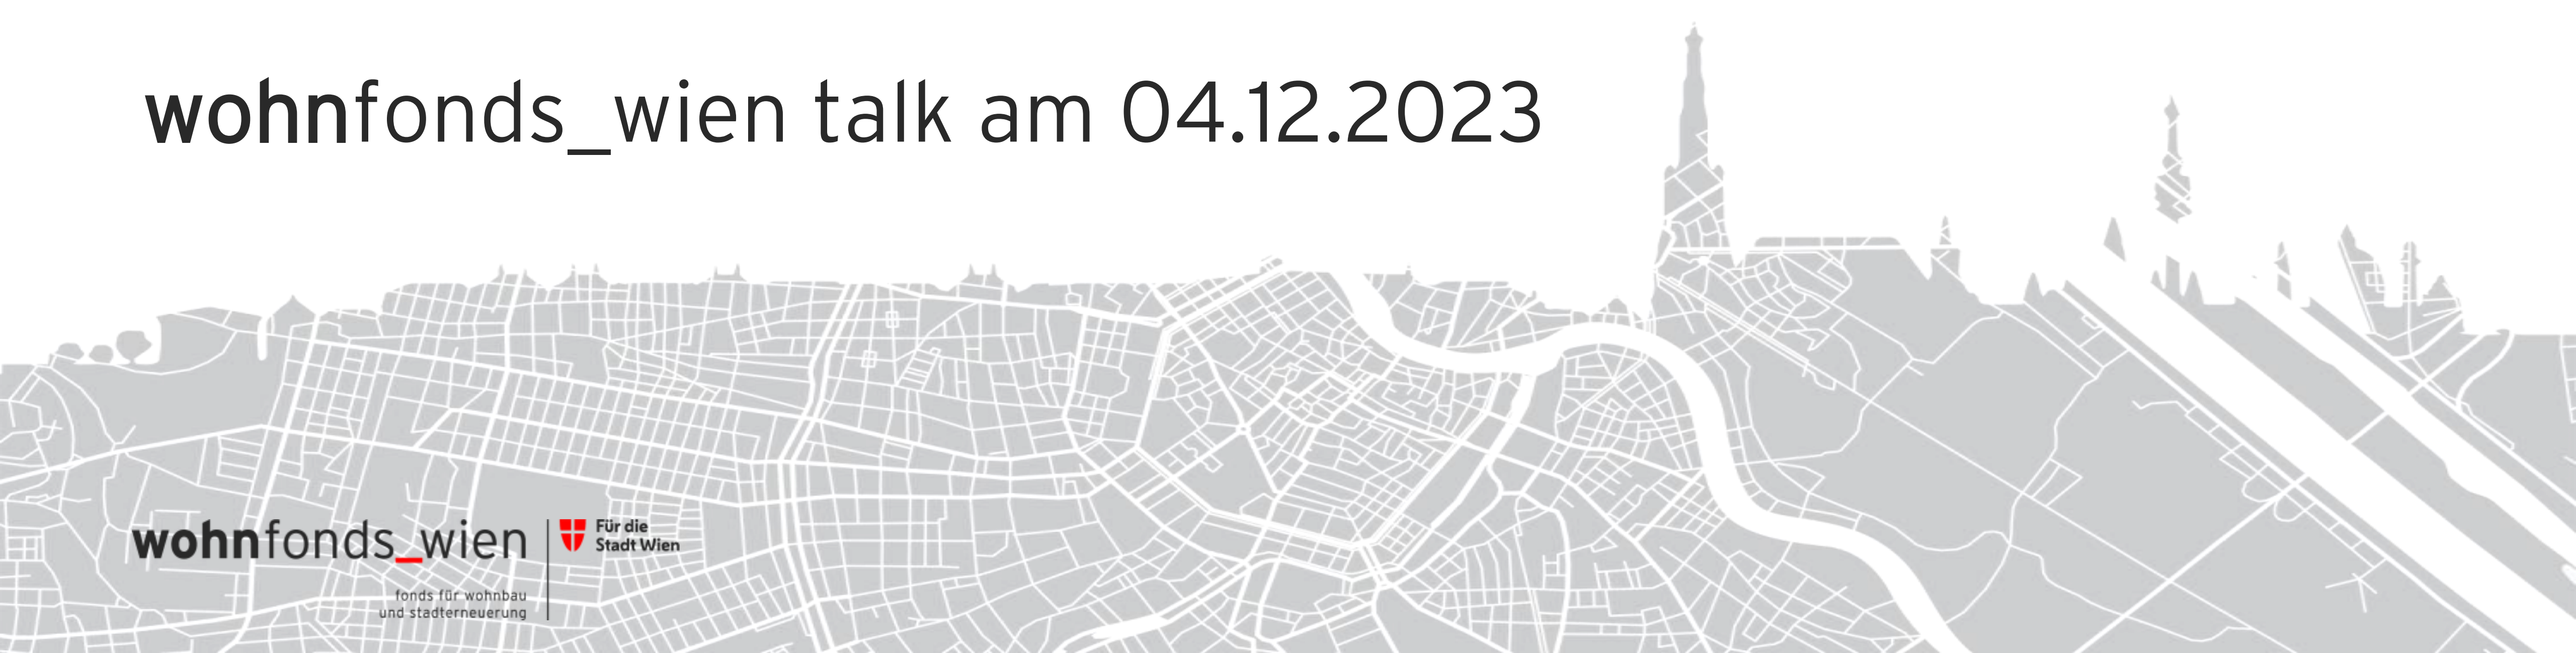 wohnfonds_wien talk am 04.12.2023
wohnfonds_wien
fonds für wohnbau
und stadterneuerung
Für die
Stadt Wien